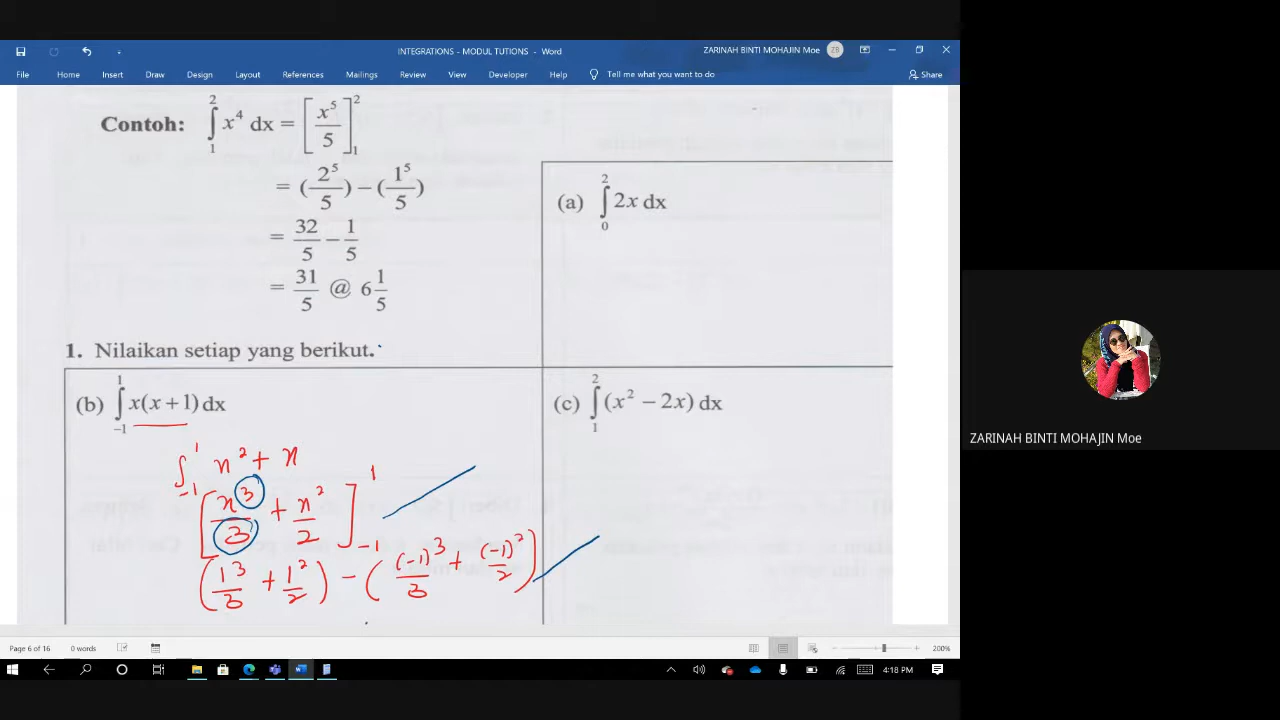 INTEGRATIONS - MODUL TUTIONS - Word
ZARINAH BINTI MOHAJIN Moe ZB
File Home Insert Draw Design Layout References Mailings Review View Developer Help Tell me what you want to do Share
Contoh: ∫₁² x⁴ dx = [x⁵/5]₁²
= (2⁵/5) – (1⁵/5)
= 32/5 – 1/5
= 31/5 @ 6 1/5
(a) ∫₀² 2x dx
1. Nilaikan setiap yang berikut.
(b) ∫₋₁¹ x(x + 1) dx
∫₋₁¹ x² + x
[x³/3 + x²/2]₋₁¹
(1³/3 + 1²/2) − ((-1)³/3 + (-1)²/2)
(c) ∫₁² (x² – 2x) dx
ZARINAH BINTI MOHAJIN Moe
Page 6 of 16 0 words 200%
4:18 PM